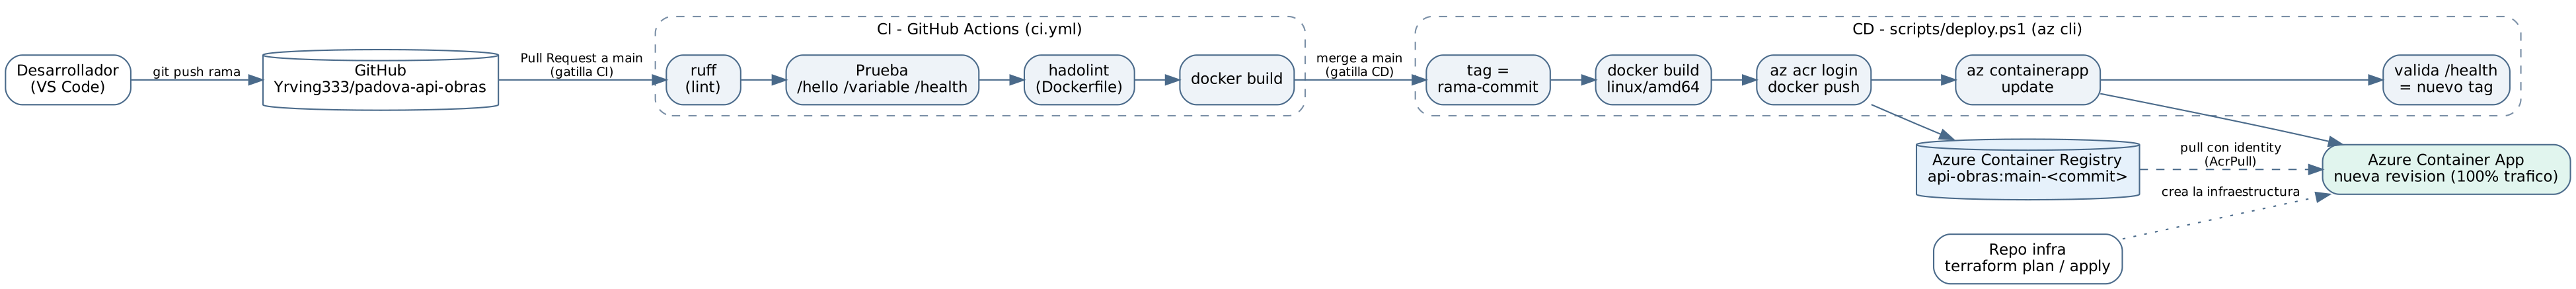 CI - GitHub Actions (ci.yml)
CD - scripts/deploy.ps1 (az cli)
Desarrollador
(VS Code)
git push rama
GitHub
Yrving333/padova-api-obras
Pull Request a main
(gatilla CI)
ruff
(lint)
Prueba
/hello /variable /health
hadolint
(Dockerfile)
docker build
merge a main
(gatilla CD)
tag =
rama-commit
docker build
linux/amd64
az acr login
docker push
az containerapp
update
valida /health
= nuevo tag
Azure Container Registry
api-obras:main-<commit>
pull con identity
(AcrPull)
Azure Container App
nueva revision (100% trafico)
crea la infraestructura
Repo infra
terraform plan / apply